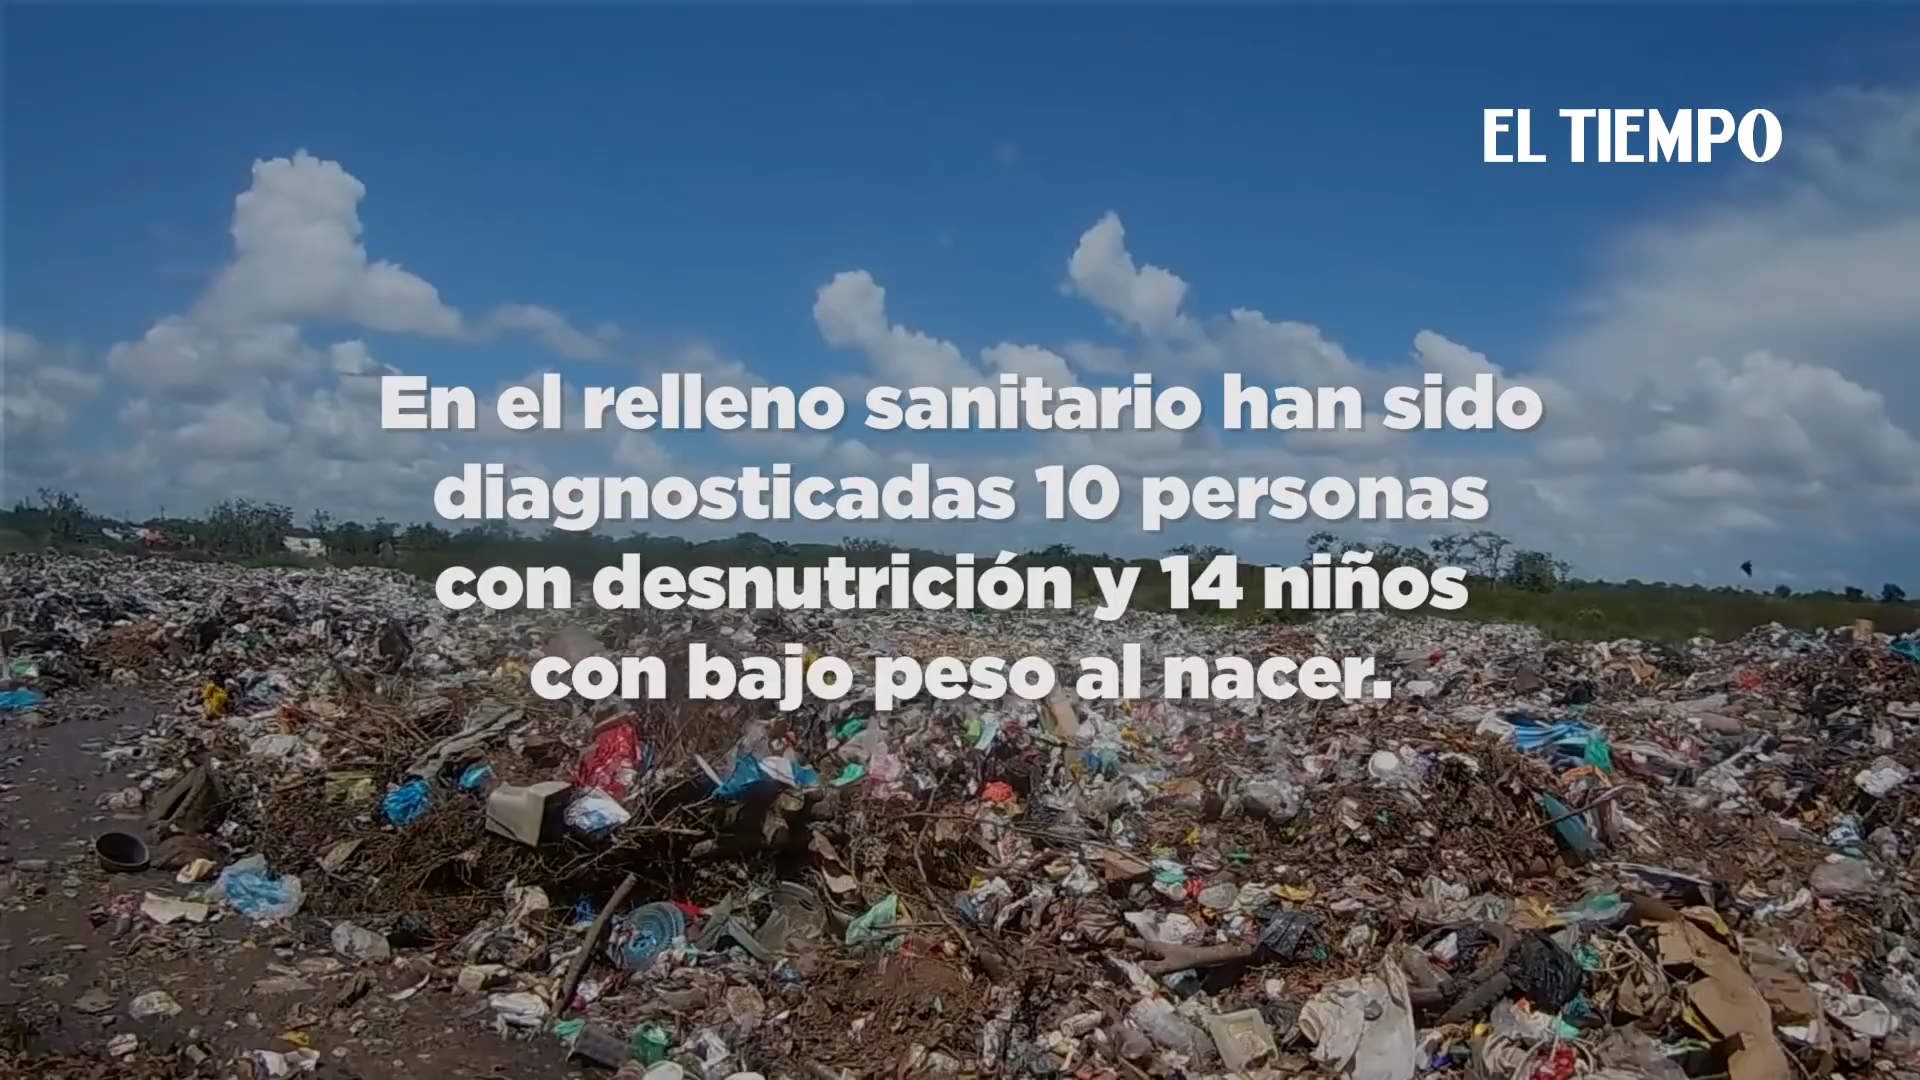 EL TIEMPO
En el relleno sanitario han sido
diagnosticadas 10 personas
con desnutrición y 14 niños
con bajo peso al nacer.